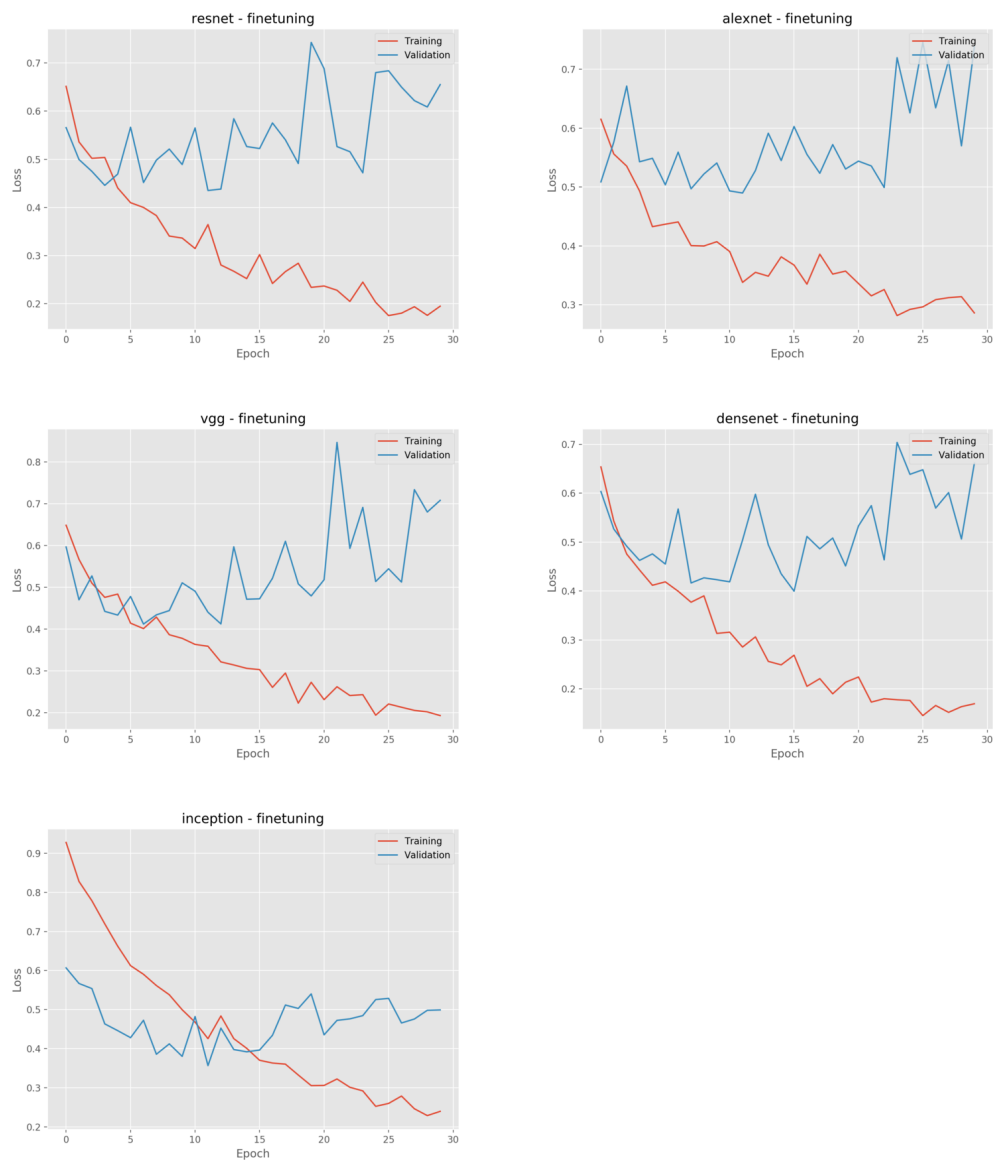 resnet - finetuning
Training
Validation
Loss
0.7
0.6
0.5
0.4
0.3
0.2
0 5 10 15 20 25 30
Epoch
alexnet - finetuning
Training
Validation
Loss
0.7
0.6
0.5
0.4
0.3
0 5 10 15 20 25 30
Epoch
vgg - finetuning
Training
Validation
Loss
0.8
0.7
0.6
0.5
0.4
0.3
0.2
0 5 10 15 20 25 30
Epoch
densenet - finetuning
Training
Validation
Loss
0.7
0.6
0.5
0.4
0.3
0.2
0 5 10 15 20 25 30
Epoch
inception - finetuning
Training
Validation
Loss
0.9
0.8
0.7
0.6
0.5
0.4
0.3
0.2
0 5 10 15 20 25 30
Epoch